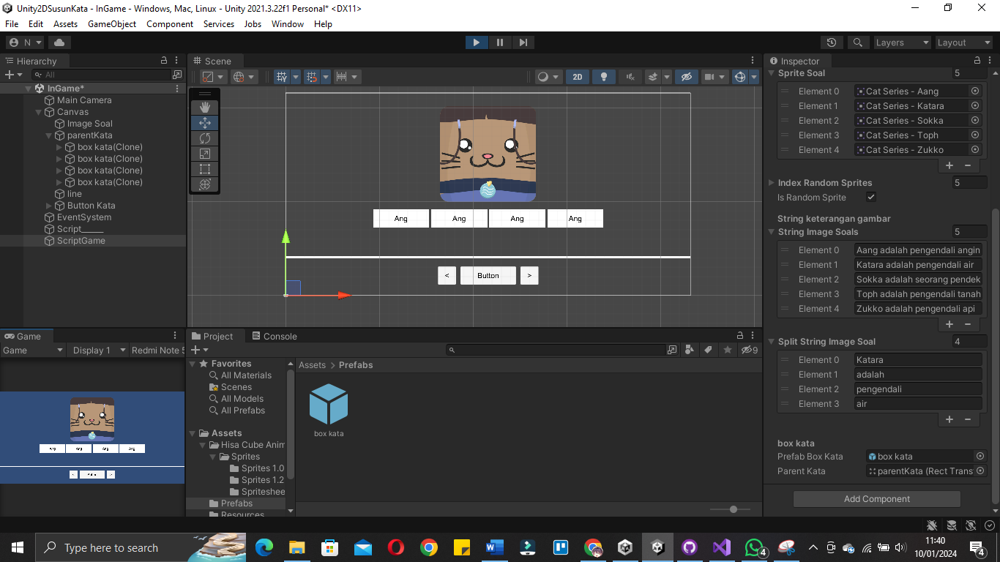 Unity2DSusunKata - InGame - Windows, Mac, Linux - Unity 2021.3.22f1 Personal* <DX11>
File Edit Assets GameObject Component Services Jobs Window Help
N Layers Layout
Hierarchy
All
InGame*
Main Camera
Canvas
Image Soal
parentKata
box kata(Clone)
box kata(Clone)
box kata(Clone)
box kata(Clone)
line
Button Kata
EventSystem
Script_____
ScriptGame
Scene
2D
Ang Ang Ang Ang
< Button >
Game
Game Display 1 Redmi Note 5
Ang Ang Ang Ang
< >
Project Console
9
Favorites
All Materials
Scenes
All Models
All Prefabs
Assets
Hisa Cube Anim
Sprites
Sprites 1.0
Sprites 1.2
Spriteshee
Prefabs
Resources
Assets > Prefabs
box kata
Inspector
Sprite Soal 5
Element 0 Cat Series - Aang
Element 1 Cat Series - Katara
Element 2 Cat Series - Sokka
Element 3 Cat Series - Toph
Element 4 Cat Series - Zukko
+ −
Index Random Sprites 5
Is Random Sprite
String keterangan gambar
String Image Soals 5
Element 0 Aang adalah pengendali angin
Element 1 Katara adalah pengendali air
Element 2 Sokka adalah seorang pendek
Element 3 Toph adalah pengendali tanah
Element 4 Zukko adalah pengendali api
+ −
Split String Image Soal 4
Element 0 Katara
Element 1 adalah
Element 2 pengendali
Element 3 air
+ −
box kata
Prefab Box Kata box kata
Parent Kata parentKata (Rect Trans
Add Component
Type here to search
4
11:40
10/01/2024
4